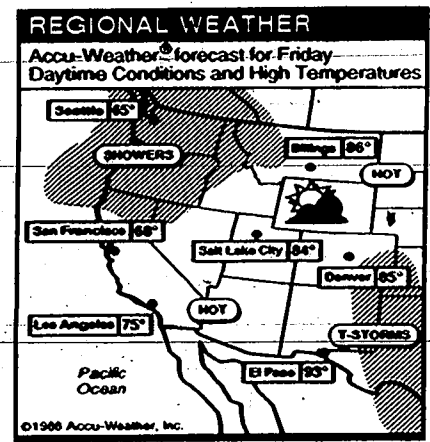 REGIONAL WEATHER
Accu-Weather® forecast for Friday
Daytime Conditions and High Temperatures
Seattle 65°
SHOWERS
Billings 86°
HOT
San Francisco 68°
Salt Lake City 84°
Denver 85°
HOT
Los Angeles 75°
T-STORMS
El Paso 93°
Pacific
Ocean
©1988 Accu-Weather, Inc.